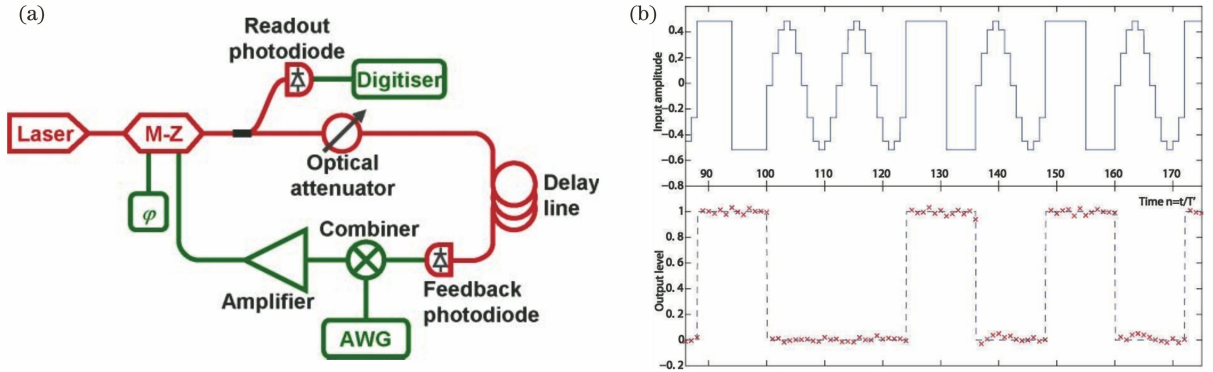 (a)
Readout
photodiode
Digitiser
Laser
M-Z
Optical
attenuator
Delay
line
φ
Combiner
Amplifier
Feedback
photodiode
AWG
(b)
Input amplitude
0.4
0.2
0
−0.2
−0.4
−0.6
−0.8
90 100 110 120 130 140 150 160 170
Time n=t/T'
Output level
1
0.8
0.6
0.4
0.2
0
−0.2